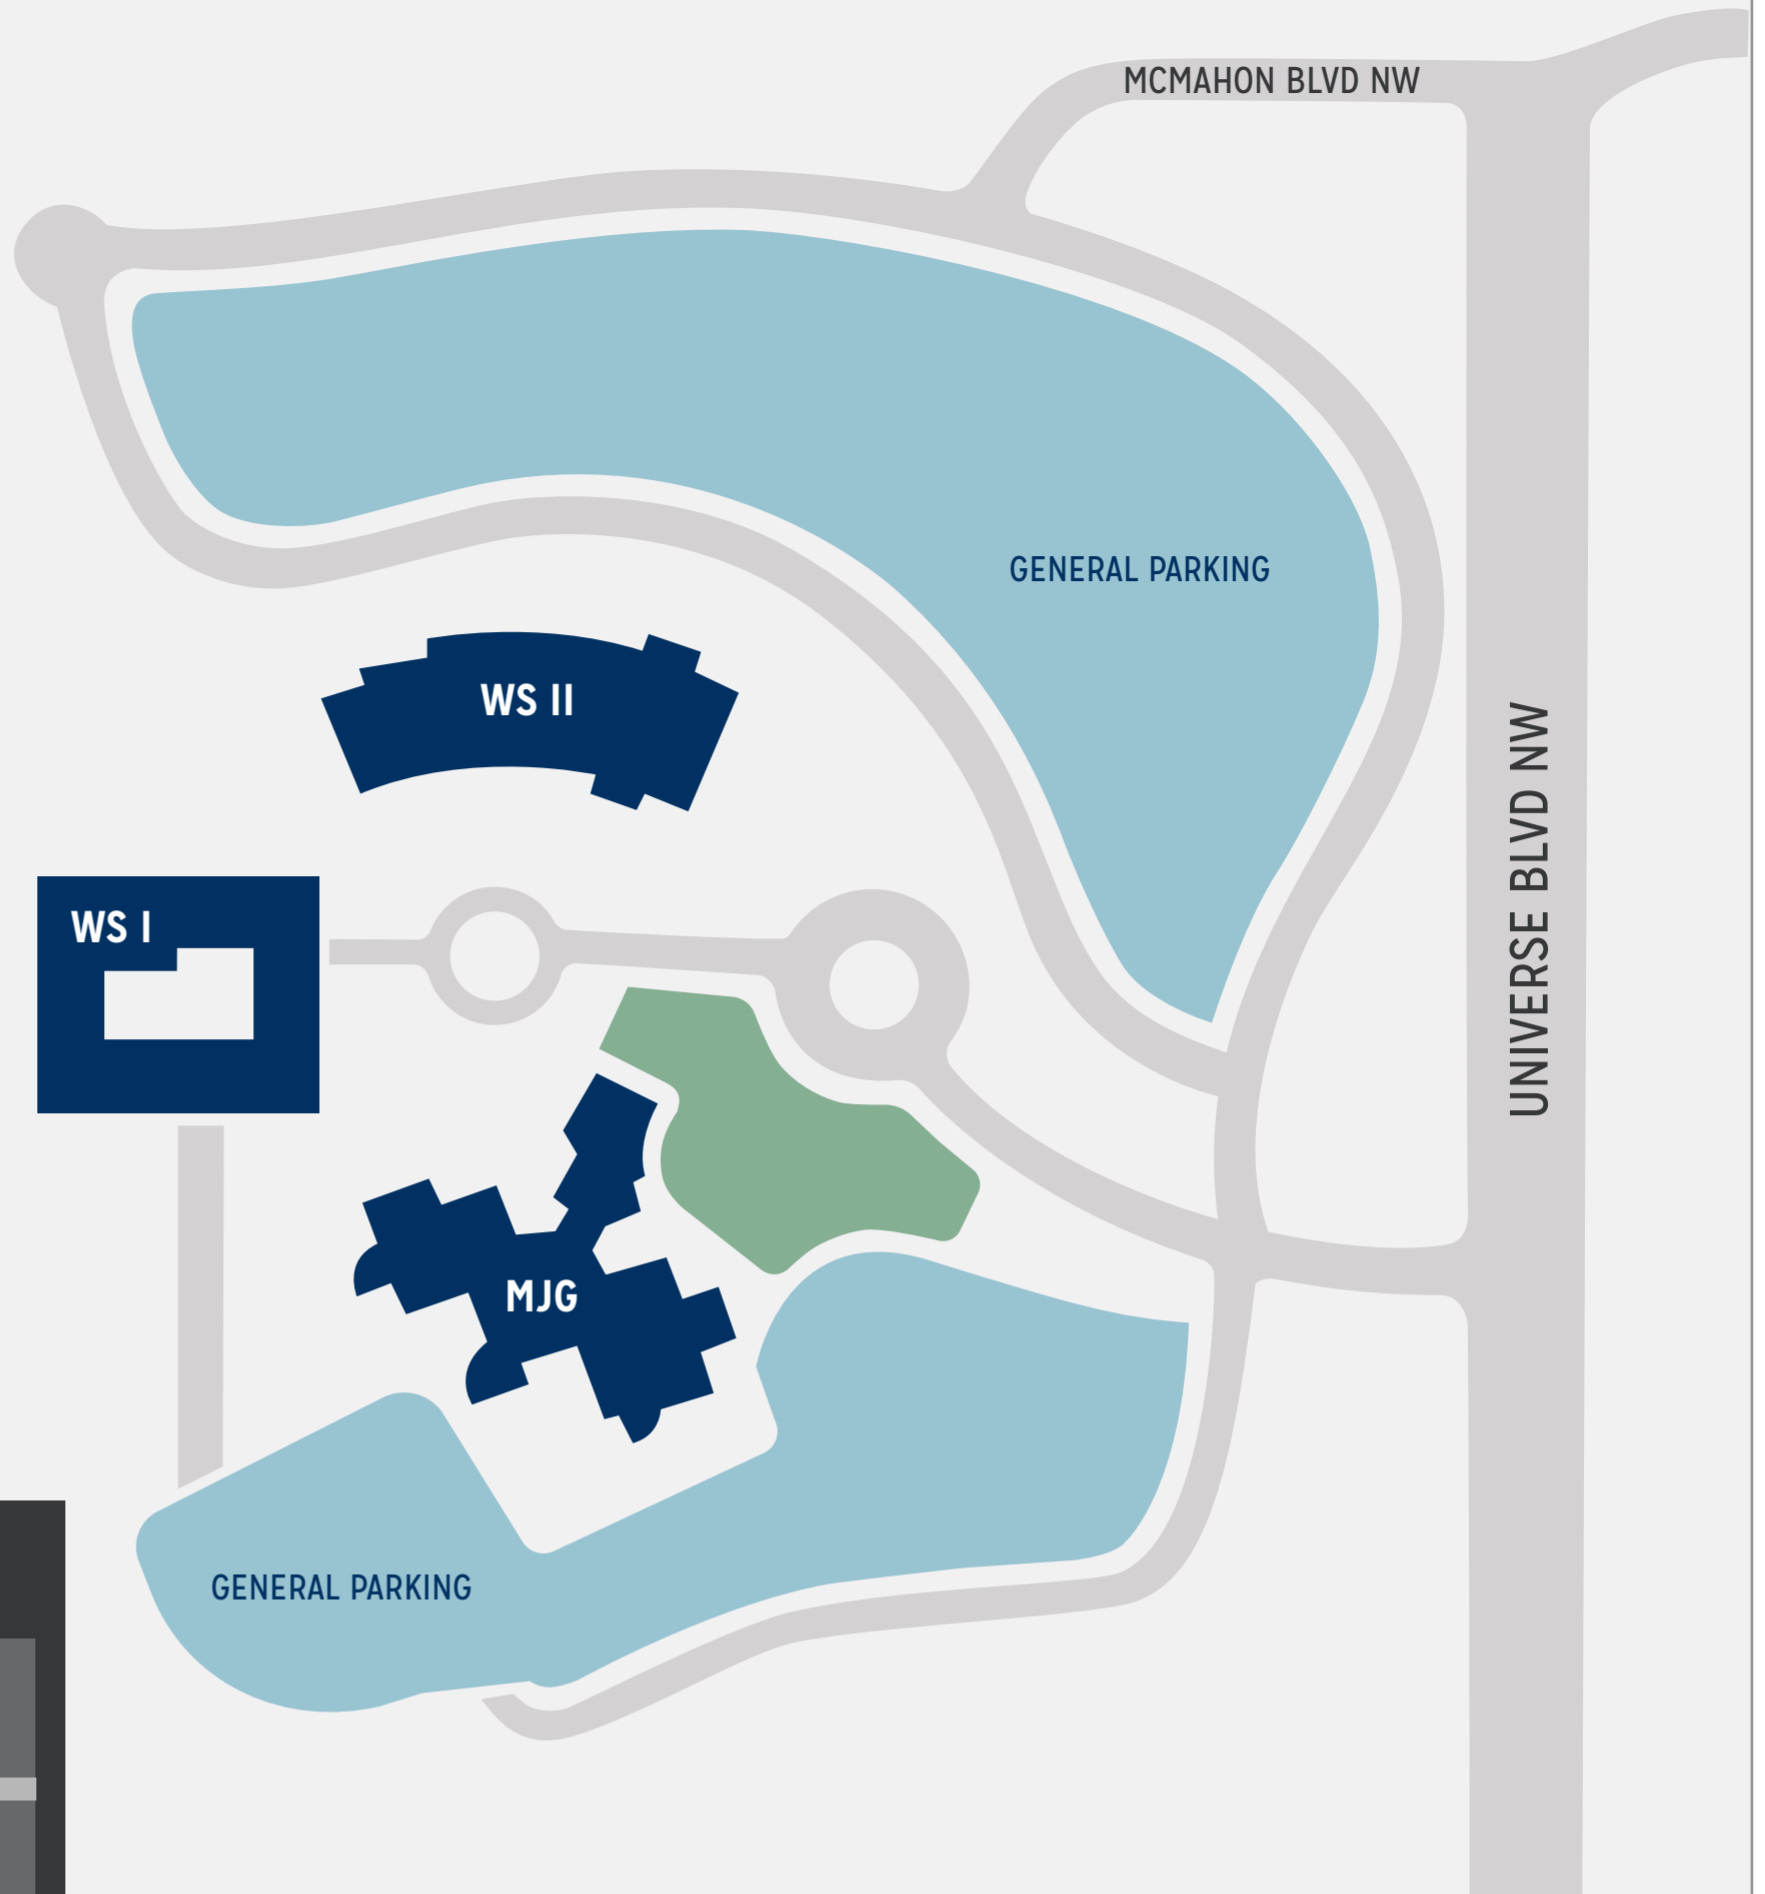 MCMAHON BLVD NW
GENERAL PARKING
WS II
UNIVERSE BLVD NW
WS I
MJG
GENERAL PARKING